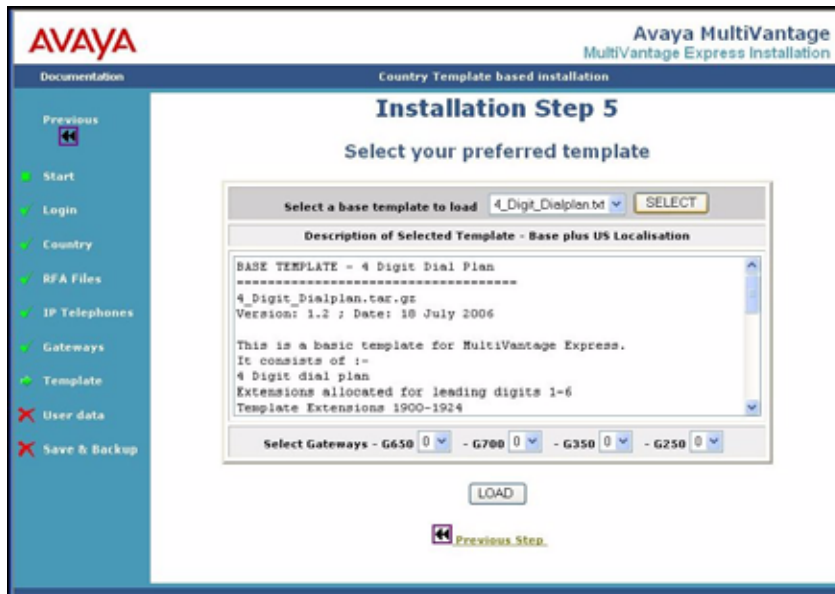 AVAYA
Avaya MultiVantage
MultiVantage Express Installation
Documentation
Country Template based installation
Previous
Start
Login
Country
RFA Files
IP Telephones
Gateways
Template
User data
Save & Backup
Installation Step 5
Select your preferred template
Select a base template to load 4_Digit_Dialplan.txt SELECT
Description of Selected Template - Base plus US Localisation
BASE TEMPLATE - 4 Digit Dial Plan
====================================
4_Digit_Dialplan.tar.gz
Version: 1.2 ; Date: 18 July 2006
This is a basic template for MultiVantage Express.
It consists of :-
4 Digit dial plan
Extensions allocated for leading digits 1-6
Template Extensions 1900-1924
Select Gateways - G650 0 - G700 0 - G350 0 - G250 0
LOAD
Previous Step